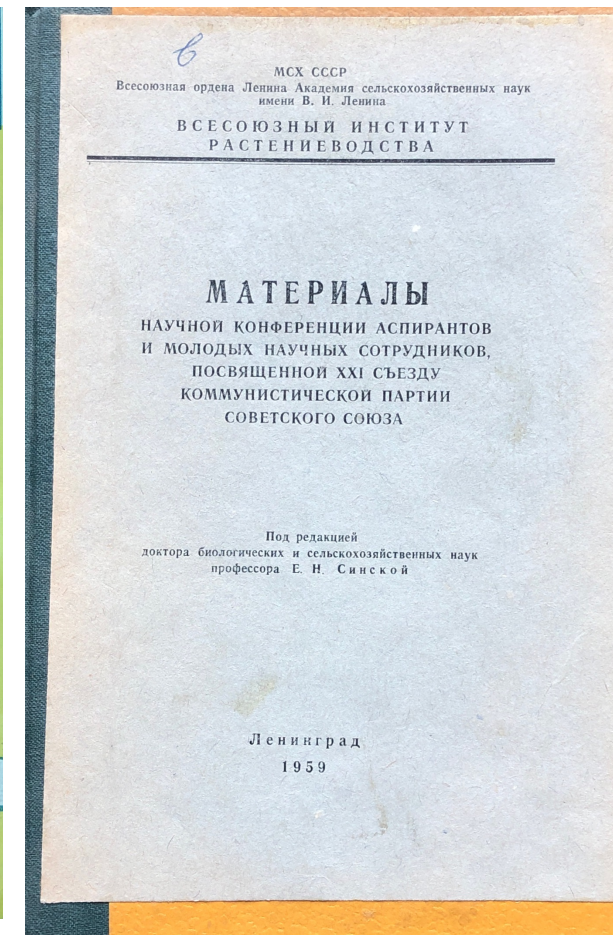 МСХ СССР
Всесоюзная ордена Ленина Академия сельскохозяйственных наук
имени В. И. Ленина
ВСЕСОЮЗНЫЙ ИНСТИТУТ
РАСТЕНИЕВОДСТВА
МАТЕРИАЛЫ
НАУЧНОЙ КОНФЕРЕНЦИИ АСПИРАНТОВ
И МОЛОДЫХ НАУЧНЫХ СОТРУДНИКОВ,
ПОСВЯЩЕННОЙ XXI СЪЕЗДУ
КОММУНИСТИЧЕСКОЙ ПАРТИИ
СОВЕТСКОГО СОЮЗА
Под редакцией
доктора биологических и сельскохозяйственных наук
профессора Е. Н. Синской
Ленинград
1959